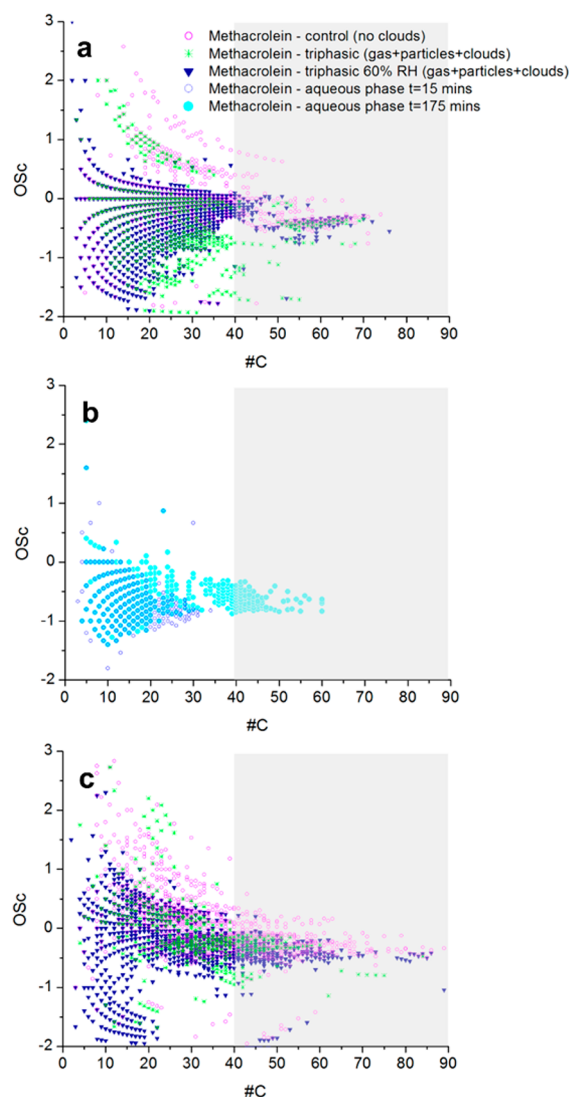 3
a
Methacrolein - control (no clouds)
Methacrolein - triphasic (gas+particles+clouds)
2
Methacrolein - triphasic 60% RH (gas+particles+clouds)
Methacrolein - aqueous phase t=15 mins
Methacrolein - aqueous phase t=175 mins
1
OSc
0
-1
-2
0 10 20 30 40 50 60 70 80 90
#C
3
b
2
1
OSc
0
-1
-2
0 10 20 30 40 50 60 70 80 90
#C
3
c
2
1
OSc
0
-1
-2
0 10 20 30 40 50 60 70 80 90
#C